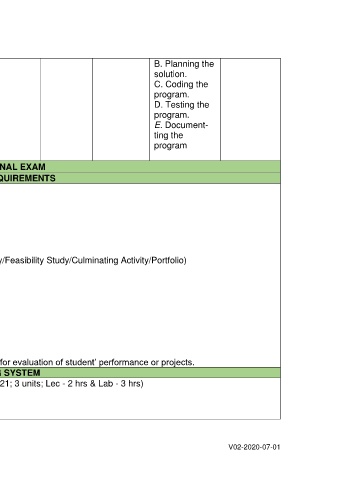 B. Planning the
solution.
C. Coding the
program.
D. Testing the
program.
E. Document-
ting the
program
NAL EXAM
QUIREMENTS
y/Feasibility Study/Culminating Activity/Portfolio)
for evaluation of student' performance or projects.
SYSTEM
21; 3 units; Lec - 2 hrs & Lab - 3 hrs)
V02-2020-07-01